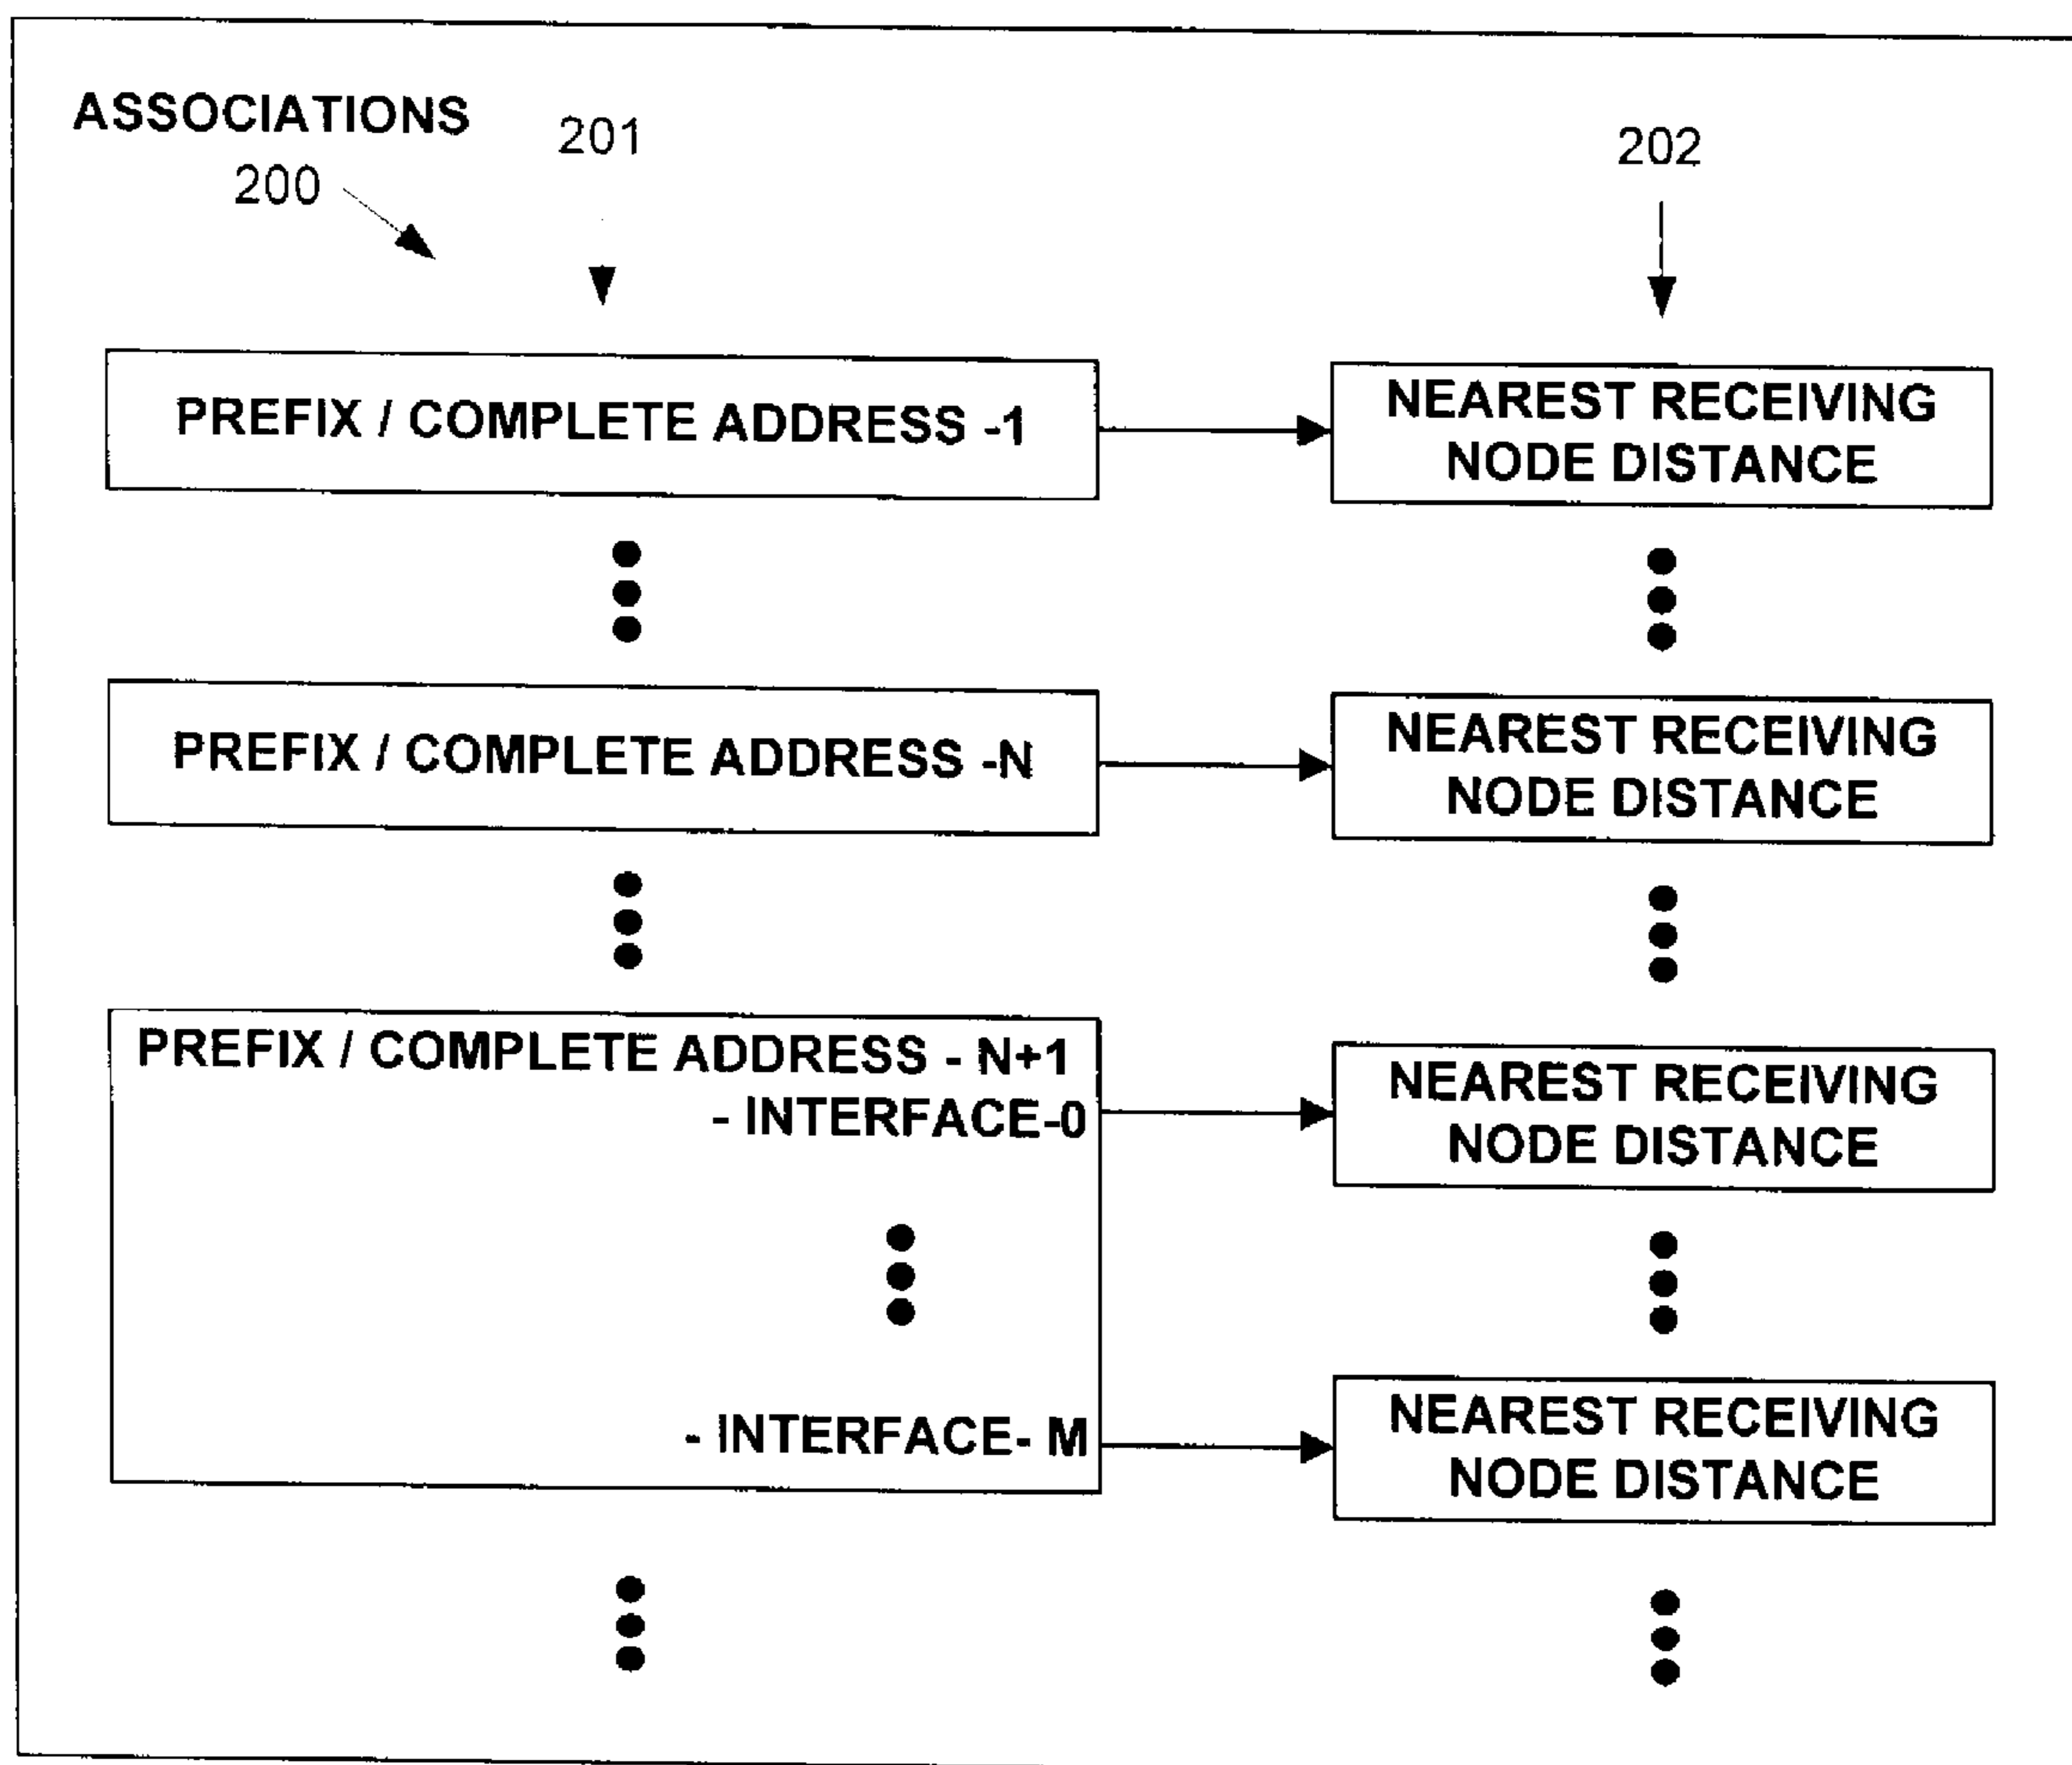 ASSOCIATIONS
200
201
202
PREFIX / COMPLETE ADDRESS -1
NEAREST RECEIVING
NODE DISTANCE
PREFIX / COMPLETE ADDRESS -N
NEAREST RECEIVING
NODE DISTANCE
PREFIX / COMPLETE ADDRESS - N+1
- INTERFACE-0
NEAREST RECEIVING
NODE DISTANCE
- INTERFACE- M
NEAREST RECEIVING
NODE DISTANCE